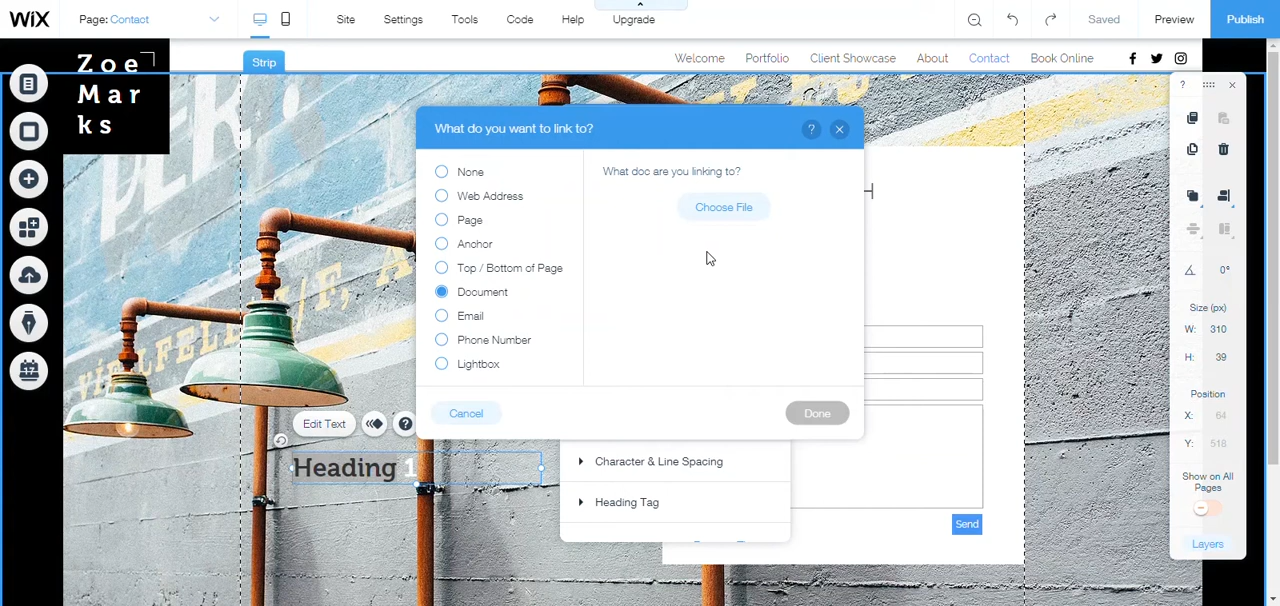 WiX
Page: Contact
Site
Settings
Tools
Code
Help
Upgrade
Saved
Preview
Publish
Zoe
Mar
ks
Strip
Welcome
Portfolio
Client Showcase
About
Contact
Book Online
What do you want to link to?
?
None
Web Address
Page
Anchor
Top / Bottom of Page
Document
Email
Phone Number
Lightbox
What doc are you linking to?
Choose File
Cancel
Done
Edit Text
?
Heading 1
Character & Line Spacing
Heading Tag
Send
17
?
0°
Size (px)
W: 310
H: 39
Position
X: 64
Y: 518
Show on All
Pages
Layers